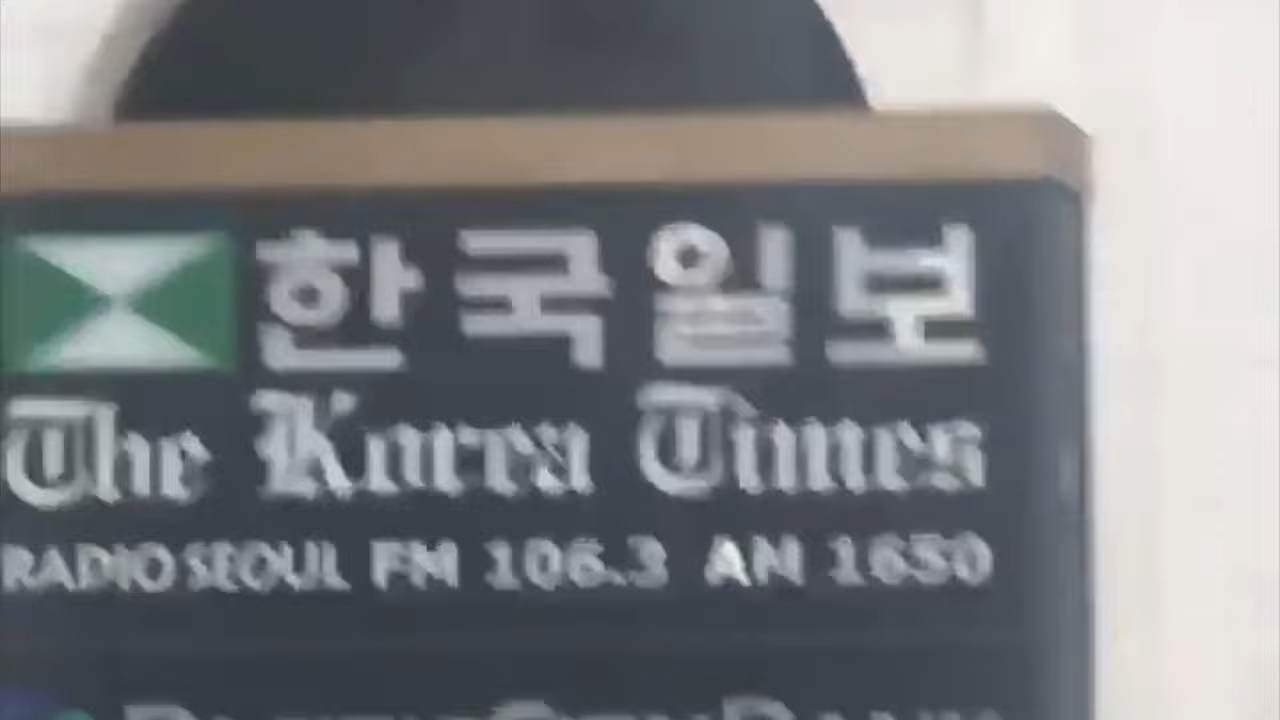 한국일보
The Korea Times
RADIO SEOUL FM 106.3 AM 1650